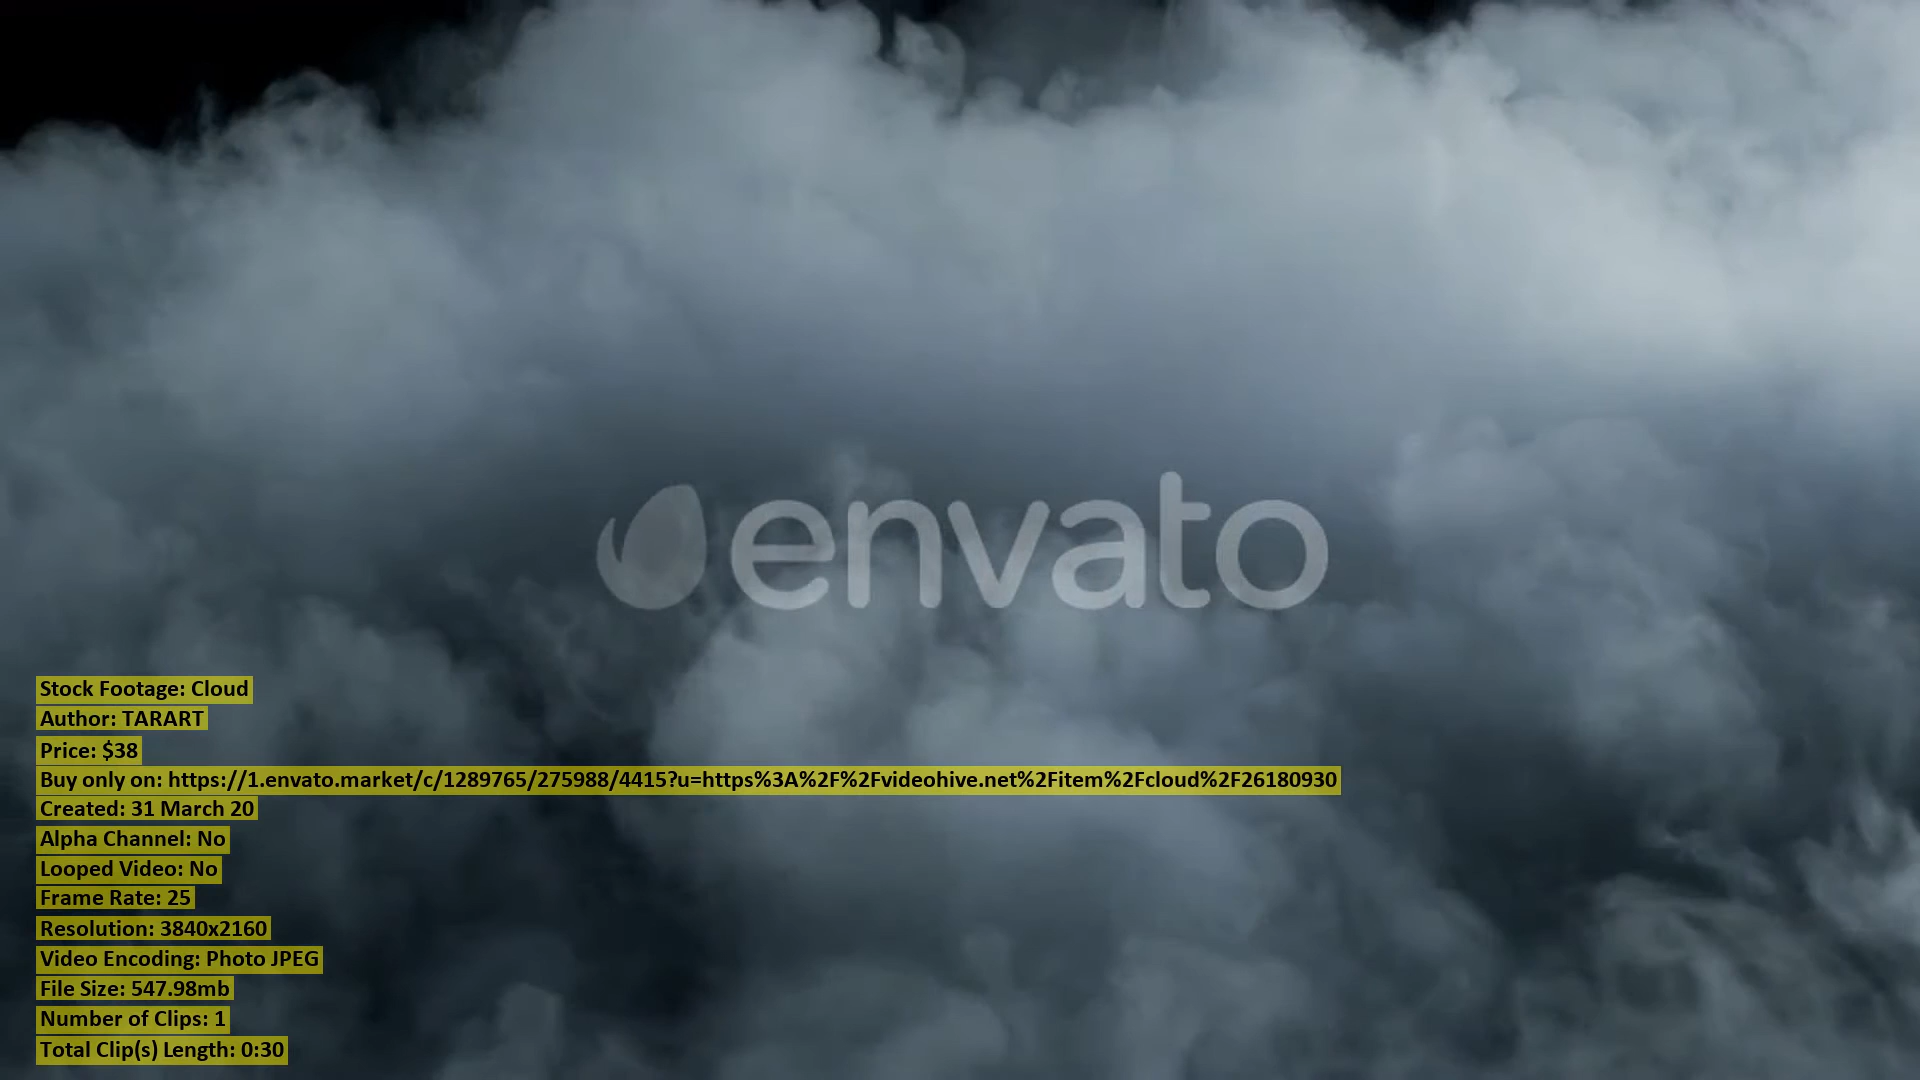 envato
Stock Footage: Cloud
Author: TARART
Price: $38
Buy only on: https://1.envato.market/c/1289765/275988/4415?u=https%3A%2F%2Fvideohive.net%2Fitem%2Fcloud%2F26180930
Created: 31 March 20
Alpha Channel: No
Looped Video: No
Frame Rate: 25
Resolution: 3840x2160
Video Encoding: Photo JPEG
File Size: 547.98mb
Number of Clips: 1
Total Clip(s) Length: 0:30